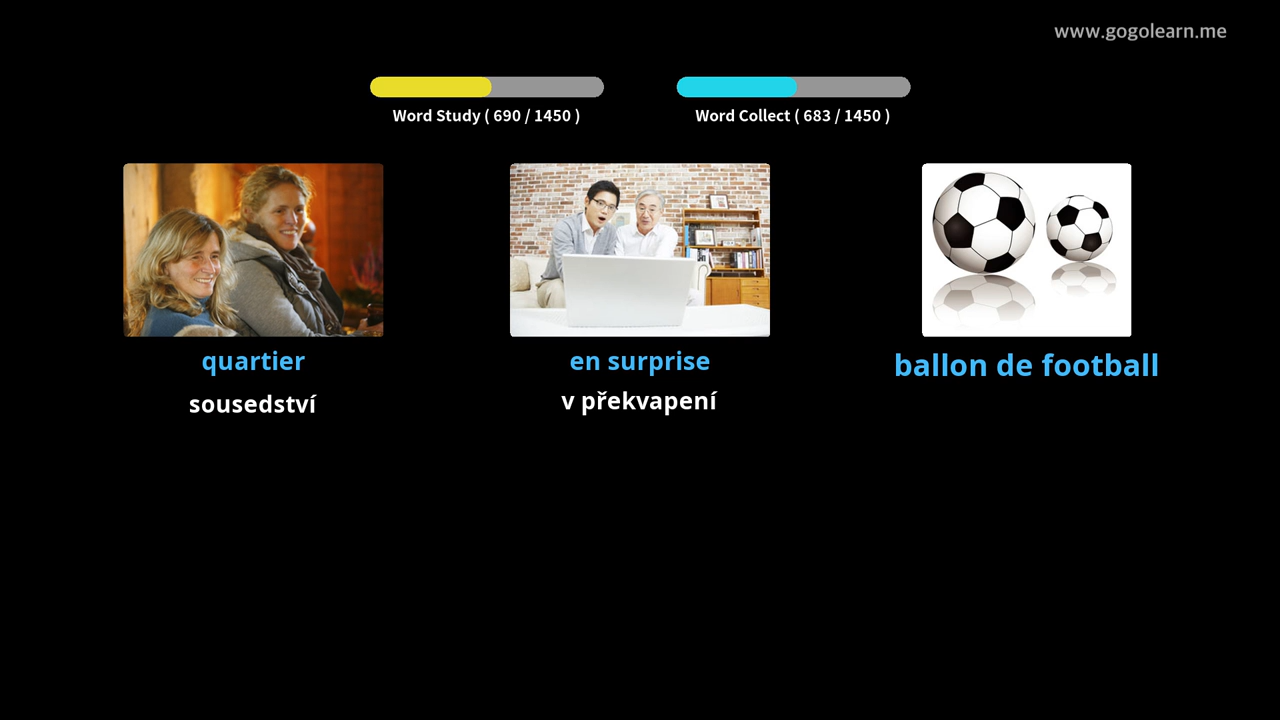 www.gogolearn.me
Word Study ( 690 / 1450 )
Word Collect ( 683 / 1450 )
quartier
sousedství
en surprise
v překvapení
ballon de football